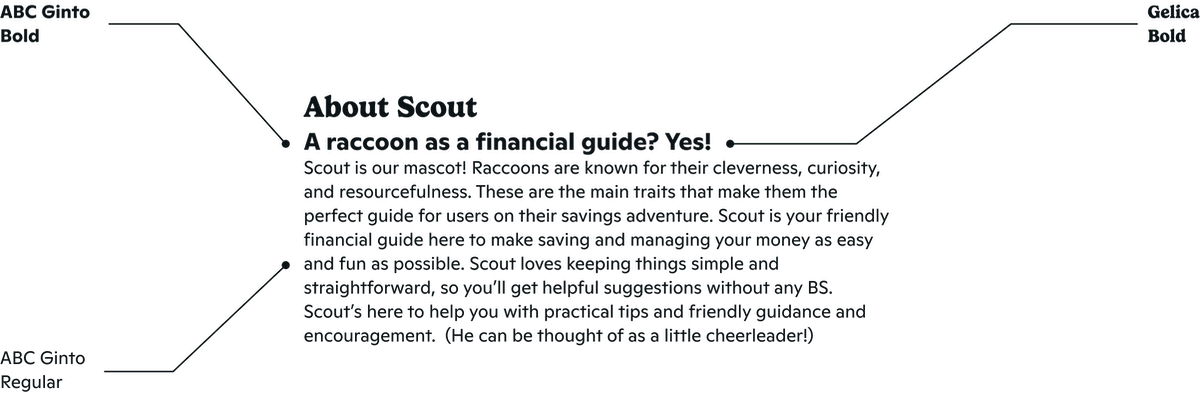 ABC Ginto
Bold
Gelica
Bold
About Scout
A raccoon as a financial guide? Yes!
Scout is our mascot! Raccoons are known for their cleverness, curiosity,
and resourcefulness. These are the main traits that make them the
perfect guide for users on their savings adventure. Scout is your friendly
financial guide here to make saving and managing your money as easy
and fun as possible. Scout loves keeping things simple and
straightforward, so you’ll get helpful suggestions without any BS.
Scout’s here to help you with practical tips and friendly guidance and
encouragement.  (He can be thought of as a little cheerleader!)
ABC Ginto
Regular